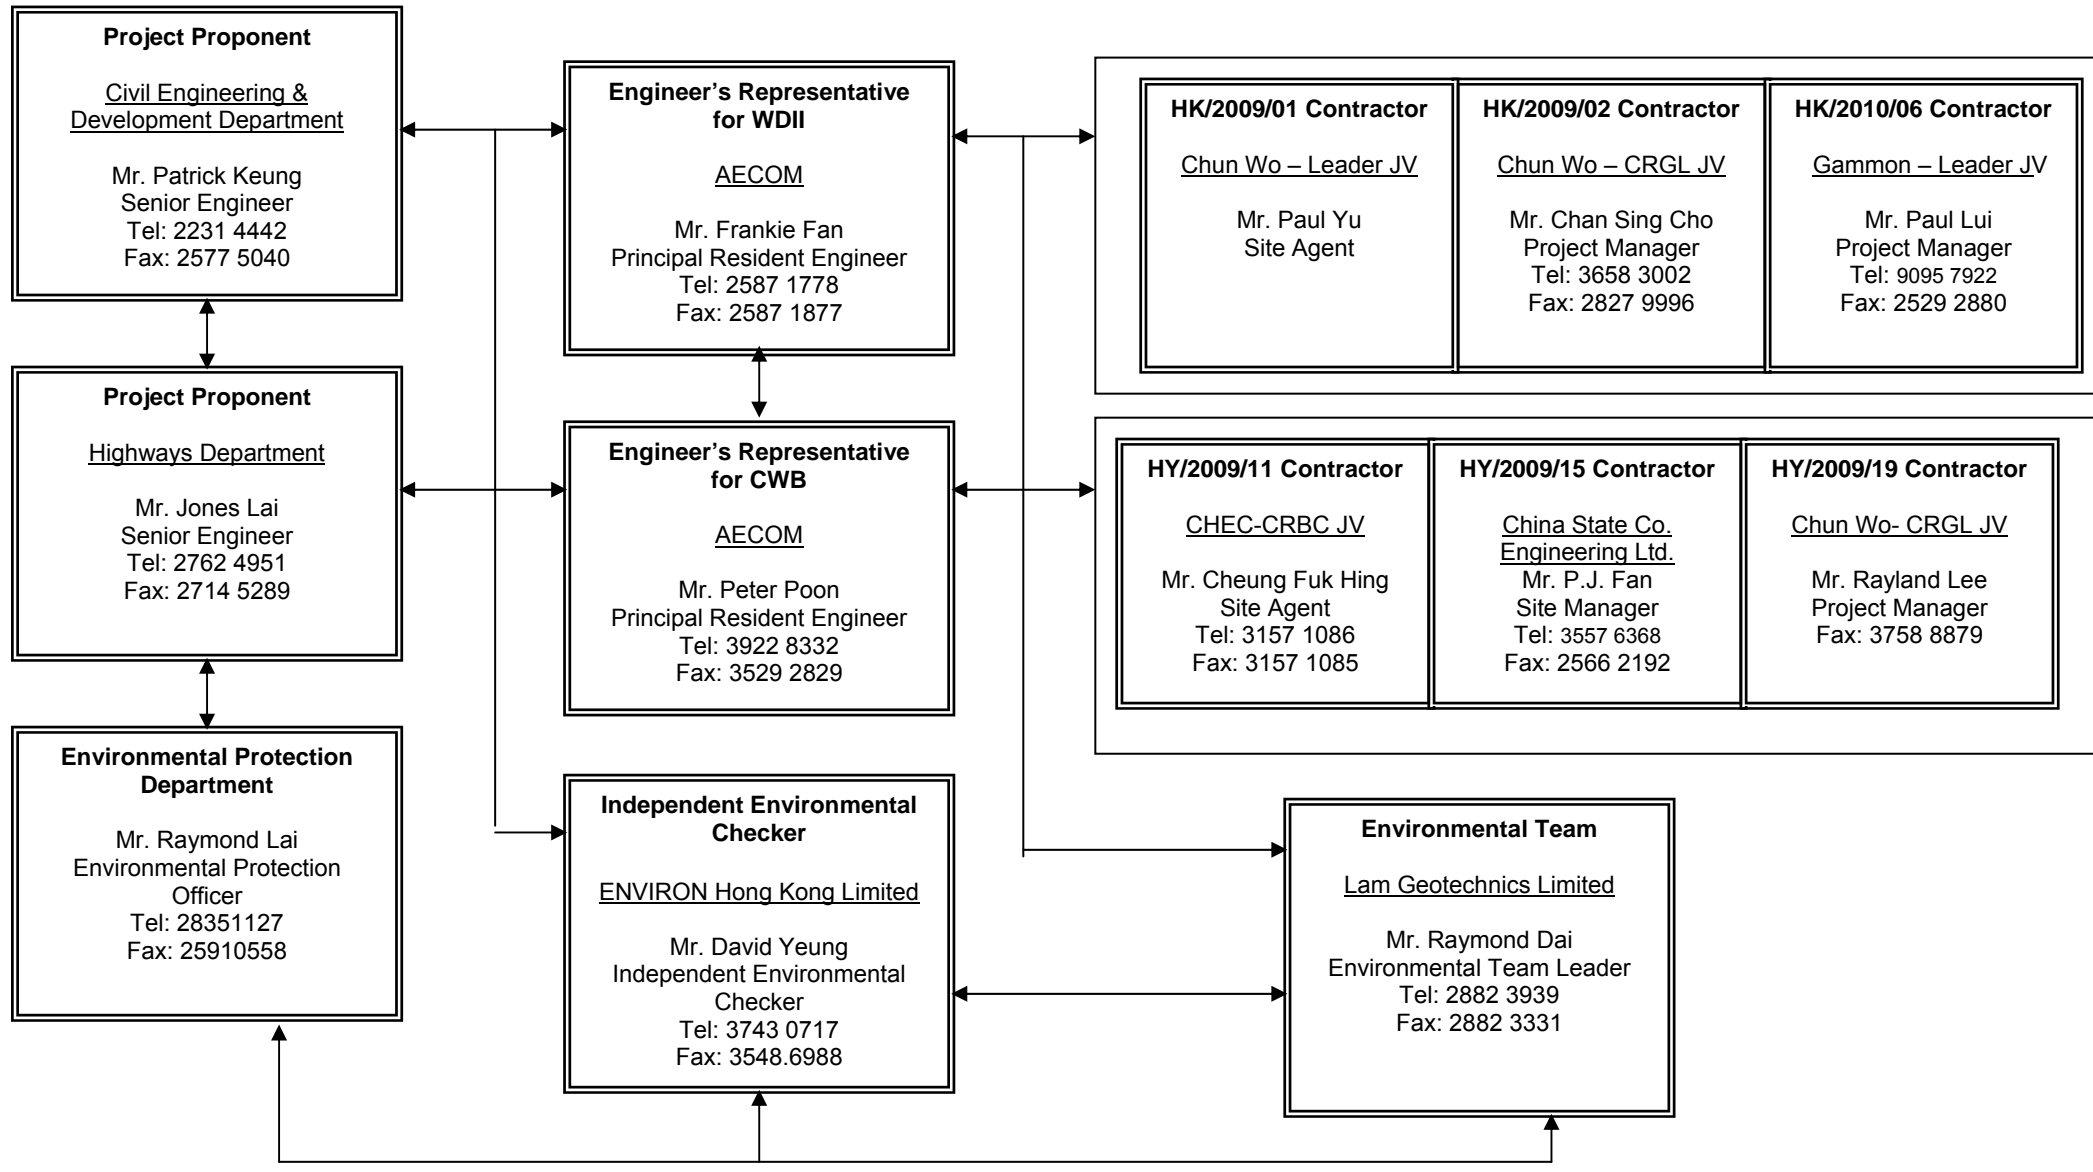 Project Proponent
Civil Engineering &
Development Department
Mr. Patrick Keung
Senior Engineer
Tel: 2231 4442
Fax: 2577 5040
Engineer's Representative
for WDII
AECOM
Mr. Frankie Fan
Principal Resident Engineer
Tel: 2587 1778
Fax: 2587 1877
HK/2009/01 Contractor
Chun Wo – Leader JV
Mr. Paul Yu
Site Agent
HK/2009/02 Contractor
Chun Wo – CRGL JV
Mr. Chan Sing Cho
Project Manager
Tel: 3658 3002
Fax: 2827 9996
HK/2010/06 Contractor
Gammon – Leader JV
Mr. Paul Lui
Project Manager
Tel: 9095 7922
Fax: 2529 2880
Project Proponent
Highways Department
Mr. Jones Lai
Senior Engineer
Tel: 2762 4951
Fax: 2714 5289
Engineer's Representative
for CWB
AECOM
Mr. Peter Poon
Principal Resident Engineer
Tel: 3922 8332
Fax: 3529 2829
HY/2009/11 Contractor
CHEC-CRBC JV
Mr. Cheung Fuk Hing
Site Agent
Tel: 3157 1086
Fax: 3157 1085
HY/2009/15 Contractor
China State Co.
Engineering Ltd.
Mr. P.J. Fan
Site Manager
Tel: 3557 6368
Fax: 2566 2192
HY/2009/19 Contractor
Chun Wo- CRGL JV
Mr. Rayland Lee
Project Manager
Fax: 3758 8879
Environmental Protection
Department
Mr. Raymond Lai
Environmental Protection
Officer
Tel: 28351127
Fax: 25910558
Independent Environmental
Checker
ENVIRON Hong Kong Limited
Mr. David Yeung
Independent Environmental
Checker
Tel: 3743 0717
Fax: 3548.6988
Environmental Team
Lam Geotechnics Limited
Mr. Raymond Dai
Environmental Team Leader
Tel: 2882 3939
Fax: 2882 3331